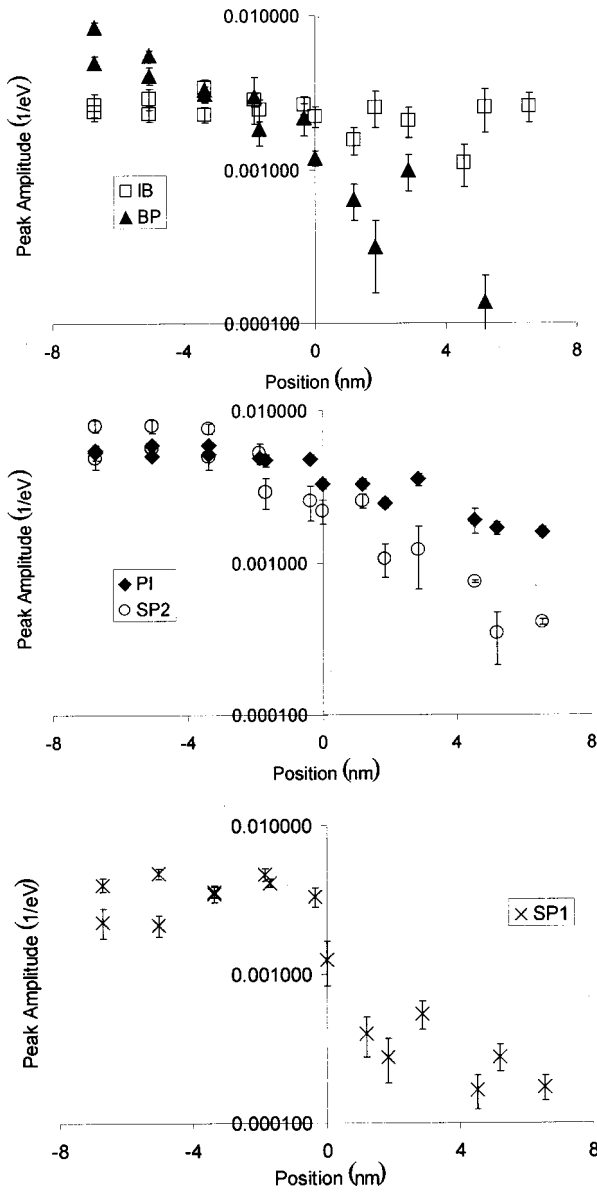 Peak Amplitude (1/eV)
0.010000
0.001000
0.000100
IB
BP
-8
-4
0
4
8
Position (nm)
Peak Amplitude (1/eV)
0.010000
0.001000
0.000100
PI
SP2
-8
-4
0
4
8
Position (nm)
Peak Amplitude (1/eV)
0.010000
0.001000
0.000100
SP1
-8
-4
0
4
8
Position (nm)